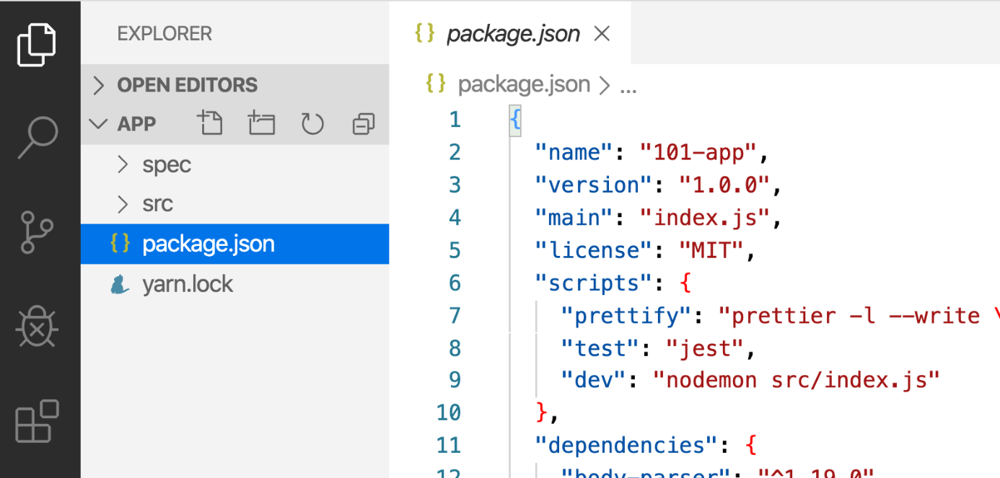 EXPLORER
OPEN EDITORS
APP
spec
src
{} package.json
yarn.lock
{} package.json
{} package.json > ...
1 {
2 "name": "101-app",
3 "version": "1.0.0",
4 "main": "index.js",
5 "license": "MIT",
6 "scripts": {
7 "prettify": "prettier -l --write \
8 "test": "jest",
9 "dev": "nodemon src/index.js"
10 },
11 "dependencies": {
12 "body-parser": "^1.19.0"